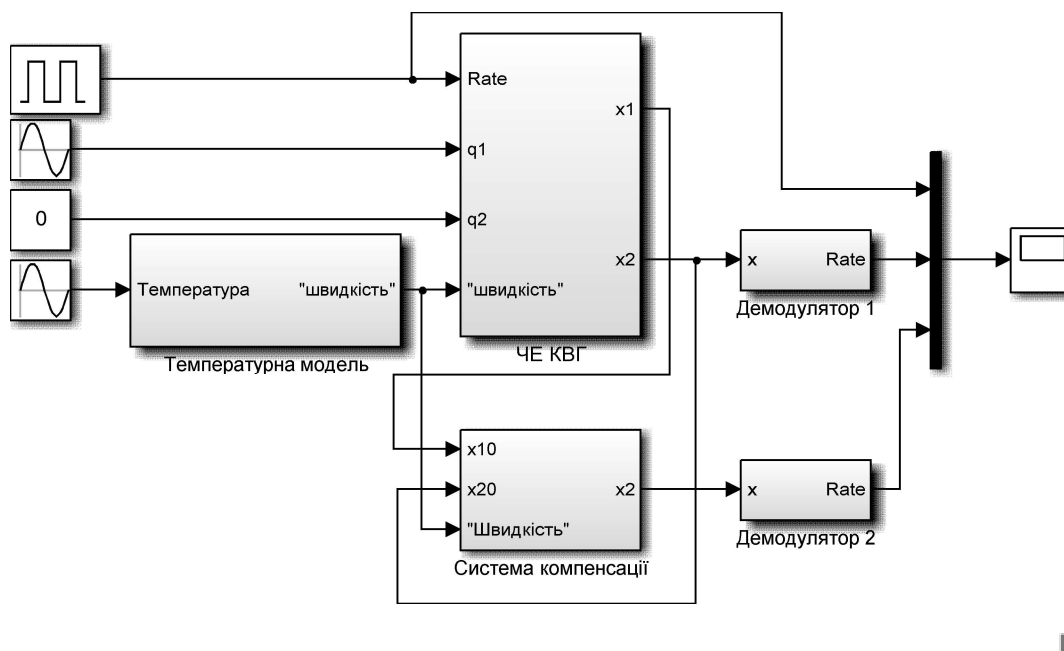 Rate
x1
q1
0
q2
x2
x
Rate
Температура
"швидкість"
"швидкість"
Демодулятор 1
ЧЕ КВГ
Температурна модель
x10
x20
x2
x
Rate
"Швидкість"
Демодулятор 2
Система компенсації